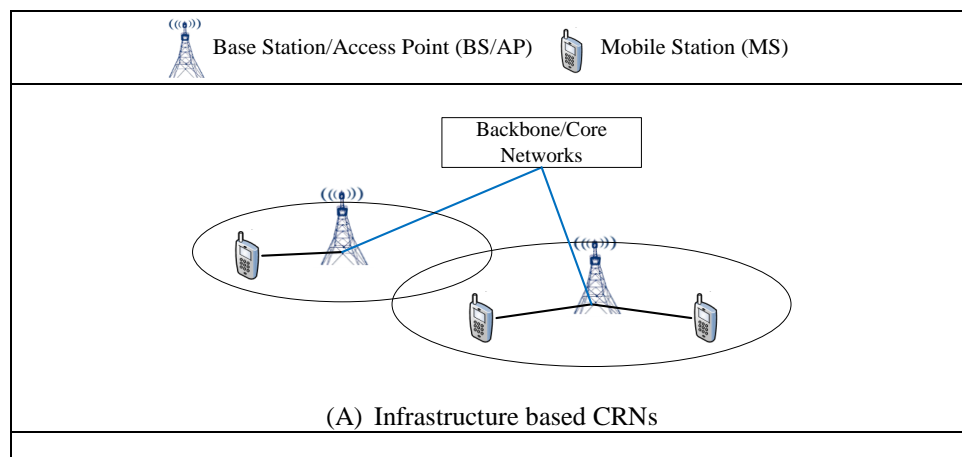 Base Station/Access Point (BS/AP) Mobile Station (MS)
Backbone/Core
Networks
(A) Infrastructure based CRNs